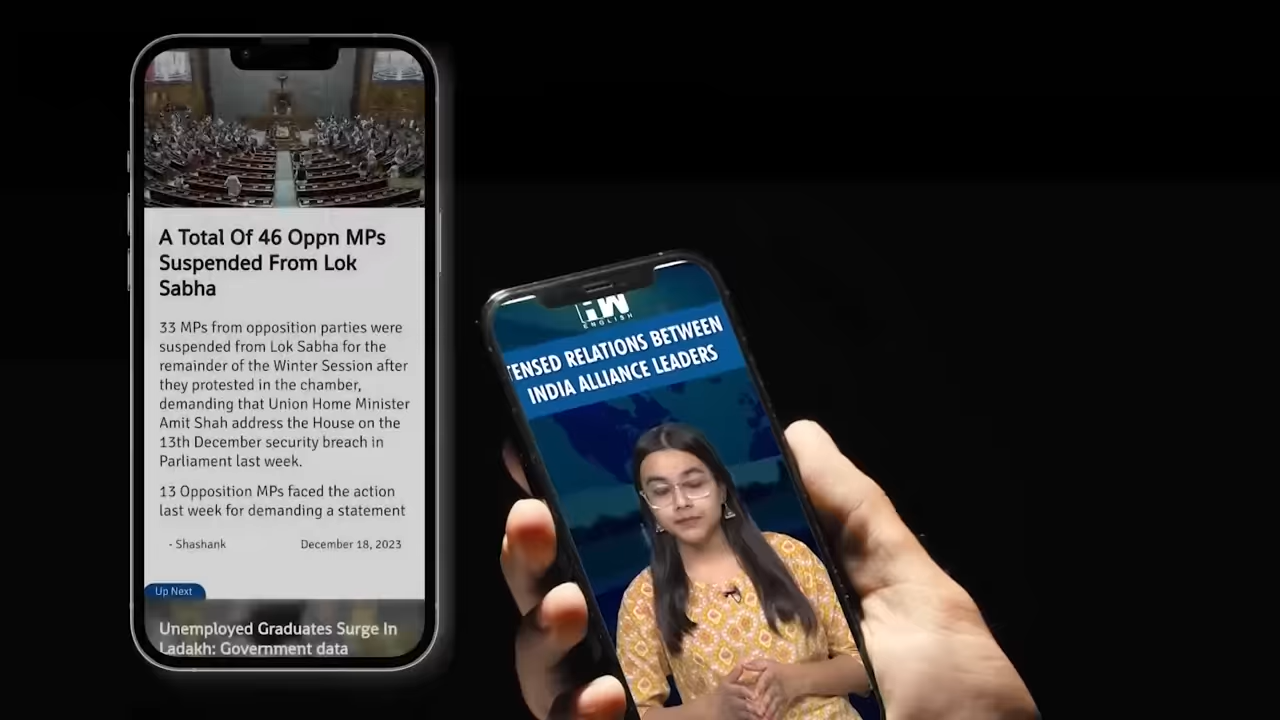 A Total Of 46 Oppn MPs
Suspended From Lok
Sabha
33 MPs from opposition parties were
suspended from Lok Sabha for the
remainder of the Winter Session after
they protested in the chamber,
demanding that Union Home Minister
Amit Shah address the House on the
13th December security breach in
Parliament last week.
13 Opposition MPs faced the action
last week for demanding a statement
- Shashank December 18, 2023
Up Next
Unemployed Graduates Surge In
Ladakh: Government data
HW
ENGLISH
TENSED RELATIONS BETWEEN
INDIA ALLIANCE LEADERS